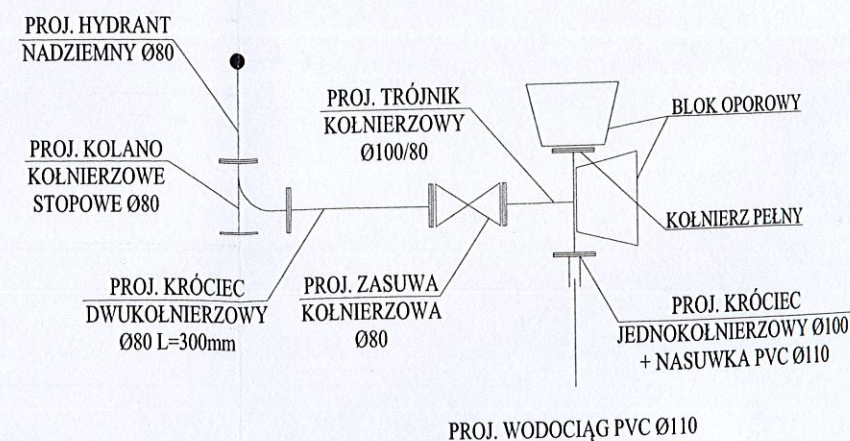 PROJ. HYDRANT
NADZIEMNY Ø80
PROJ. KOLANO
KOŁNIERZOWE
STOPOWE Ø80
PROJ. TRÓJNIK
KOŁNIERZOWY
Ø100/80
BLOK OPOROWY
KOŁNIERZ PEŁNY
PROJ. KRÓCIEC
DWUKOŁNIERZOWY
Ø80 L=300mm
PROJ. ZASUWA
KOŁNIERZOWA
Ø80
PROJ. KRÓCIEC
JEDNOKOŁNIERZOWY Ø100
+ NASUWKA PVC Ø110
PROJ. WODOCIĄG PVC Ø110